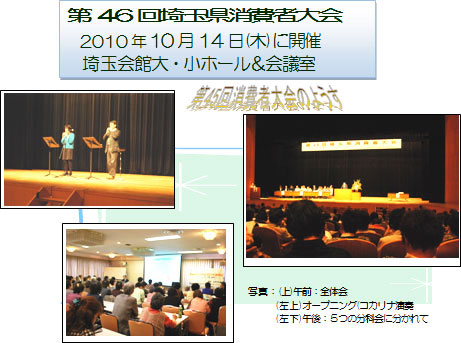 第46回埼玉県消費者大会
2010年10月14日(木)に開催
埼玉会館大・小ホール&会議室
第45回消費者大会のようす
写真：(上)午前：全体会
(左上)オープニング(コカリナ演奏
(左下)午後：５つの分科会に分かれて